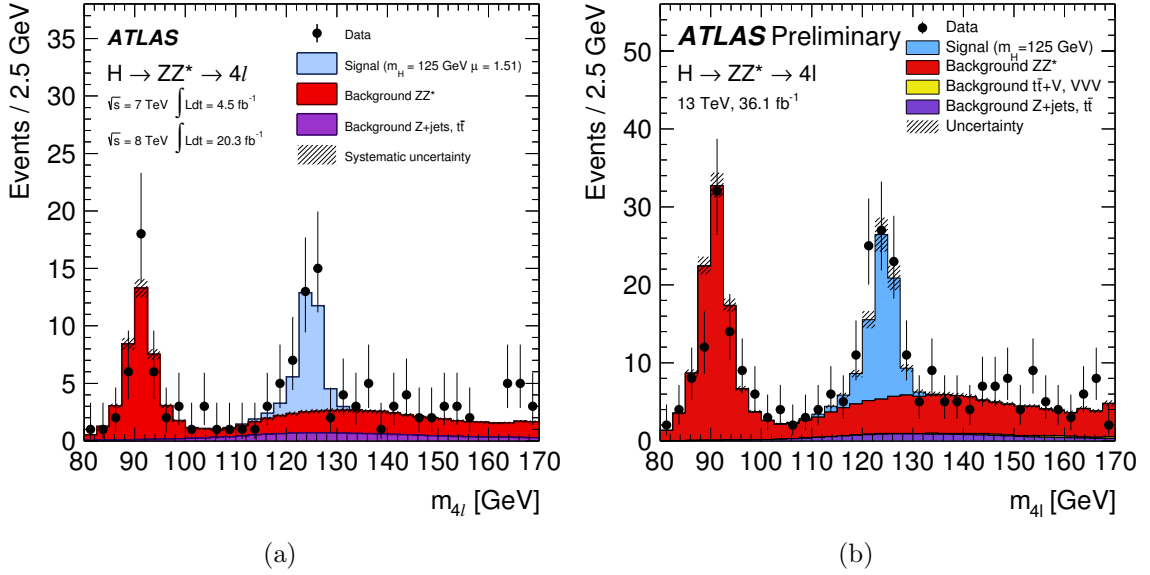 ATLAS
H → ZZ* → 4l
√s = 7 TeV ∫Ldt = 4.5 fb⁻¹
√s = 8 TeV ∫Ldt = 20.3 fb⁻¹
Data
Signal (m_H = 125 GeV μ = 1.51)
Background ZZ*
Background Z+jets, tt̄
Systematic uncertainty
Events / 2.5 GeV
35
30
25
20
15
10
5
0
80 90 100 110 120 130 140 150 160 170
m_4l [GeV]
(a)
ATLAS Preliminary
H → ZZ* → 4l
13 TeV, 36.1 fb⁻¹
Data
Signal (m_H=125 GeV)
Background ZZ*
Background tt̄+V, VVV
Background Z+jets, tt̄
Uncertainty
Events / 2.5 GeV
50
40
30
20
10
0
80 90 100 110 120 130 140 150 160 170
m_4l [GeV]
(b)